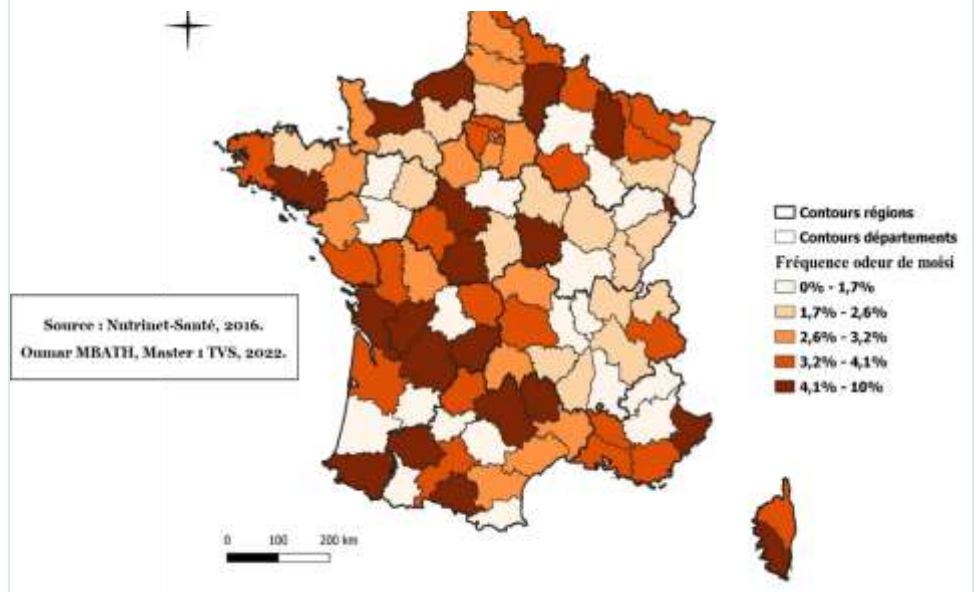 Contours régions
Contours départements
Fréquence odeur de moisi
0% - 1,7%
1,7% - 2,6%
2,6% - 3,2%
3,2% - 4,1%
4,1% - 10%
Source : Nutrinet-Santé, 2016.
Oumar MBATH, Master 1 TVS, 2022.
0 100 200 km